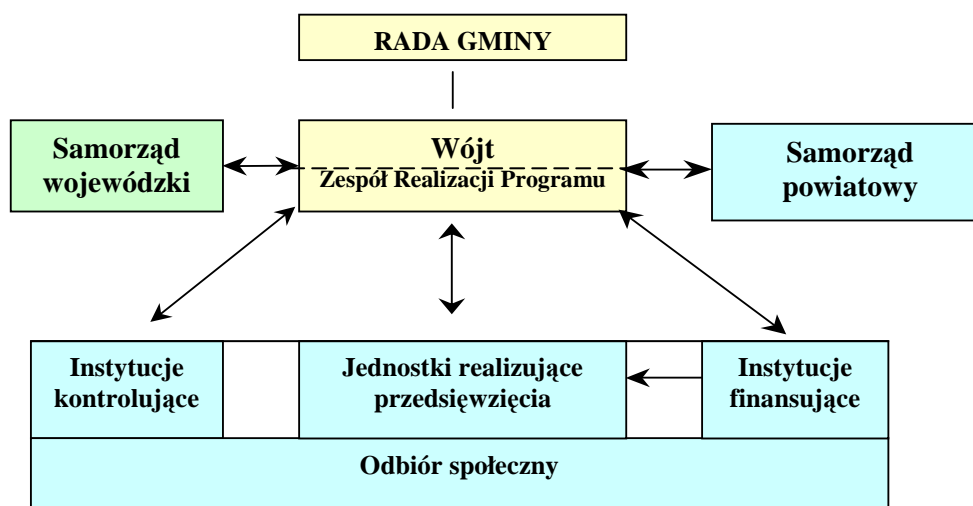 RADA GMINY
Samorząd
wojewódzki
Wójt
Zespół Realizacji Programu
Samorząd
powiatowy
Instytucje
kontrolujące
Jednostki realizujące
przedsięwzięcia
Instytucje
finansujące
Odbiór społeczny